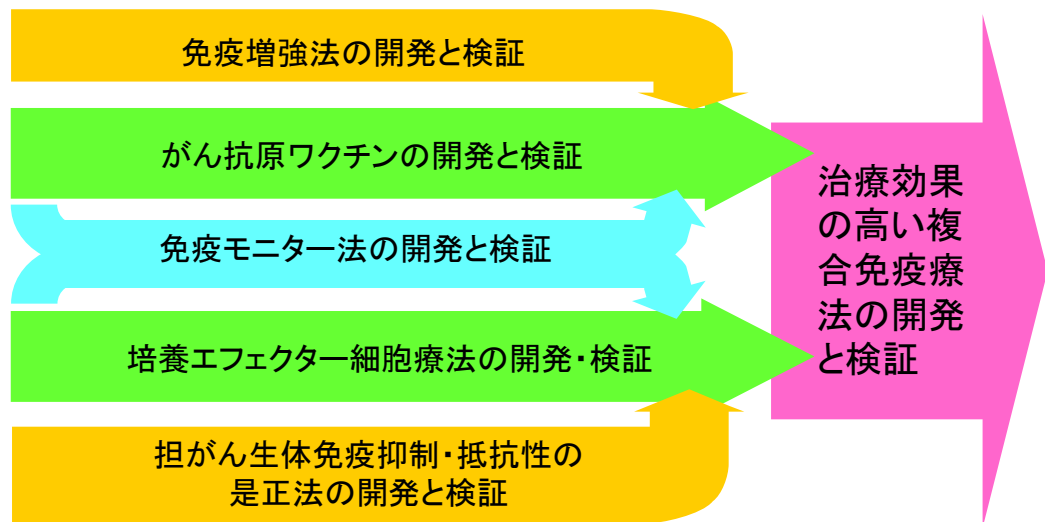 免疫増強法の開発と検証
がん抗原ワクチンの開発と検証
免疫モニター法の開発と検証
培養エフェクター細胞療法の開発・検証
担がん生体免疫抑制・抵抗性の
是正法の開発と検証
治療効果
の高い複
合免疫療
法の開発
と検証